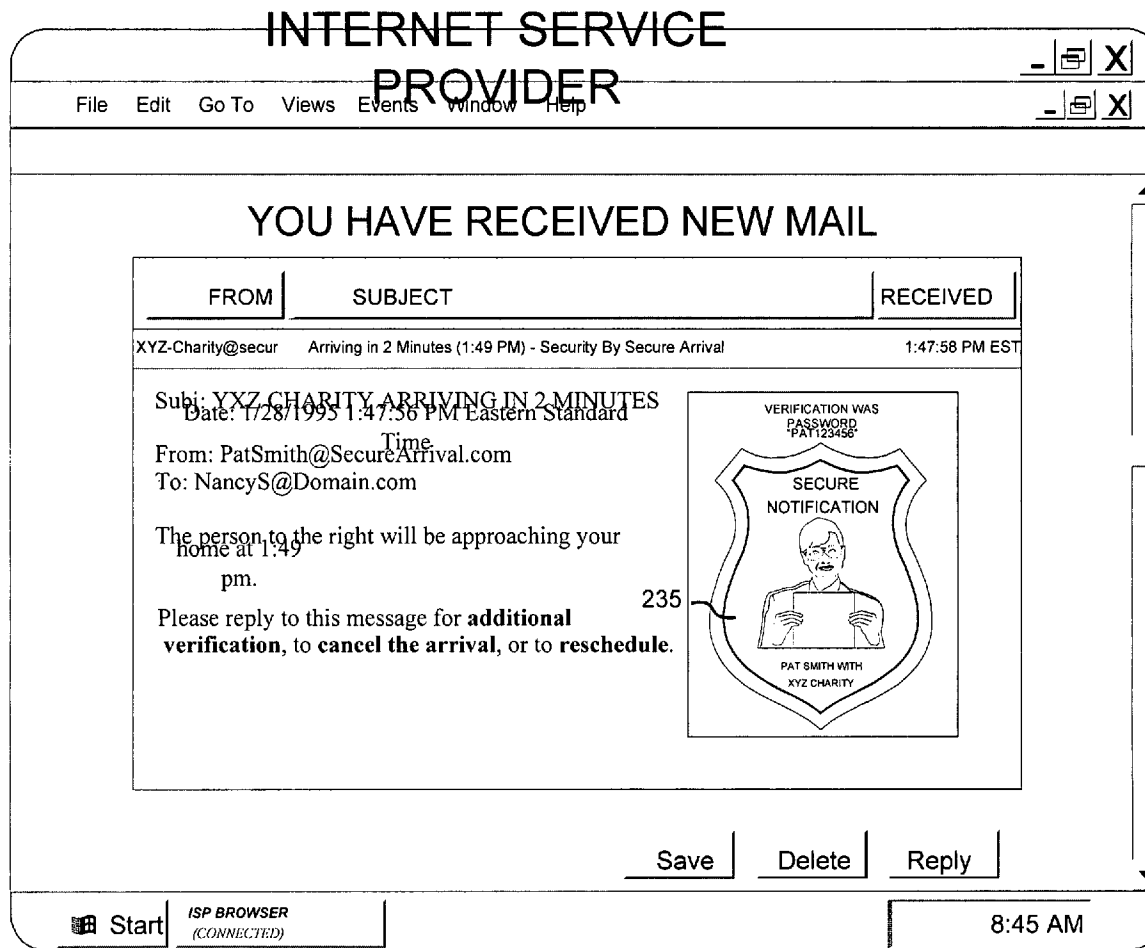 INTERNET SERVICE
PROVIDER
File Edit Go To Views Events Window Help
YOU HAVE RECEIVED NEW MAIL
FROM SUBJECT RECEIVED
XYZ-Charity@secur Arriving in 2 Minutes (1:49 PM) - Security By Secure Arrival 1:47:58 PM EST
Subj: YXZ CHARITY ARRIVING IN 2 MINUTES
Date: 1/28/1995 1:47:56 PM Eastern Standard
Time
From: PatSmith@SecureArrival.com
To: NancyS@Domain.com
The person to the right will be approaching your
home at 1:49
pm.
Please reply to this message for additional
verification, to cancel the arrival, or to reschedule.
VERIFICATION WAS
PASSWORD
"PAT123456"
SECURE
NOTIFICATION
235
PAT SMITH WITH
XYZ CHARITY
Save Delete Reply
Start ISP BROWSER
(CONNECTED)
8:45 AM